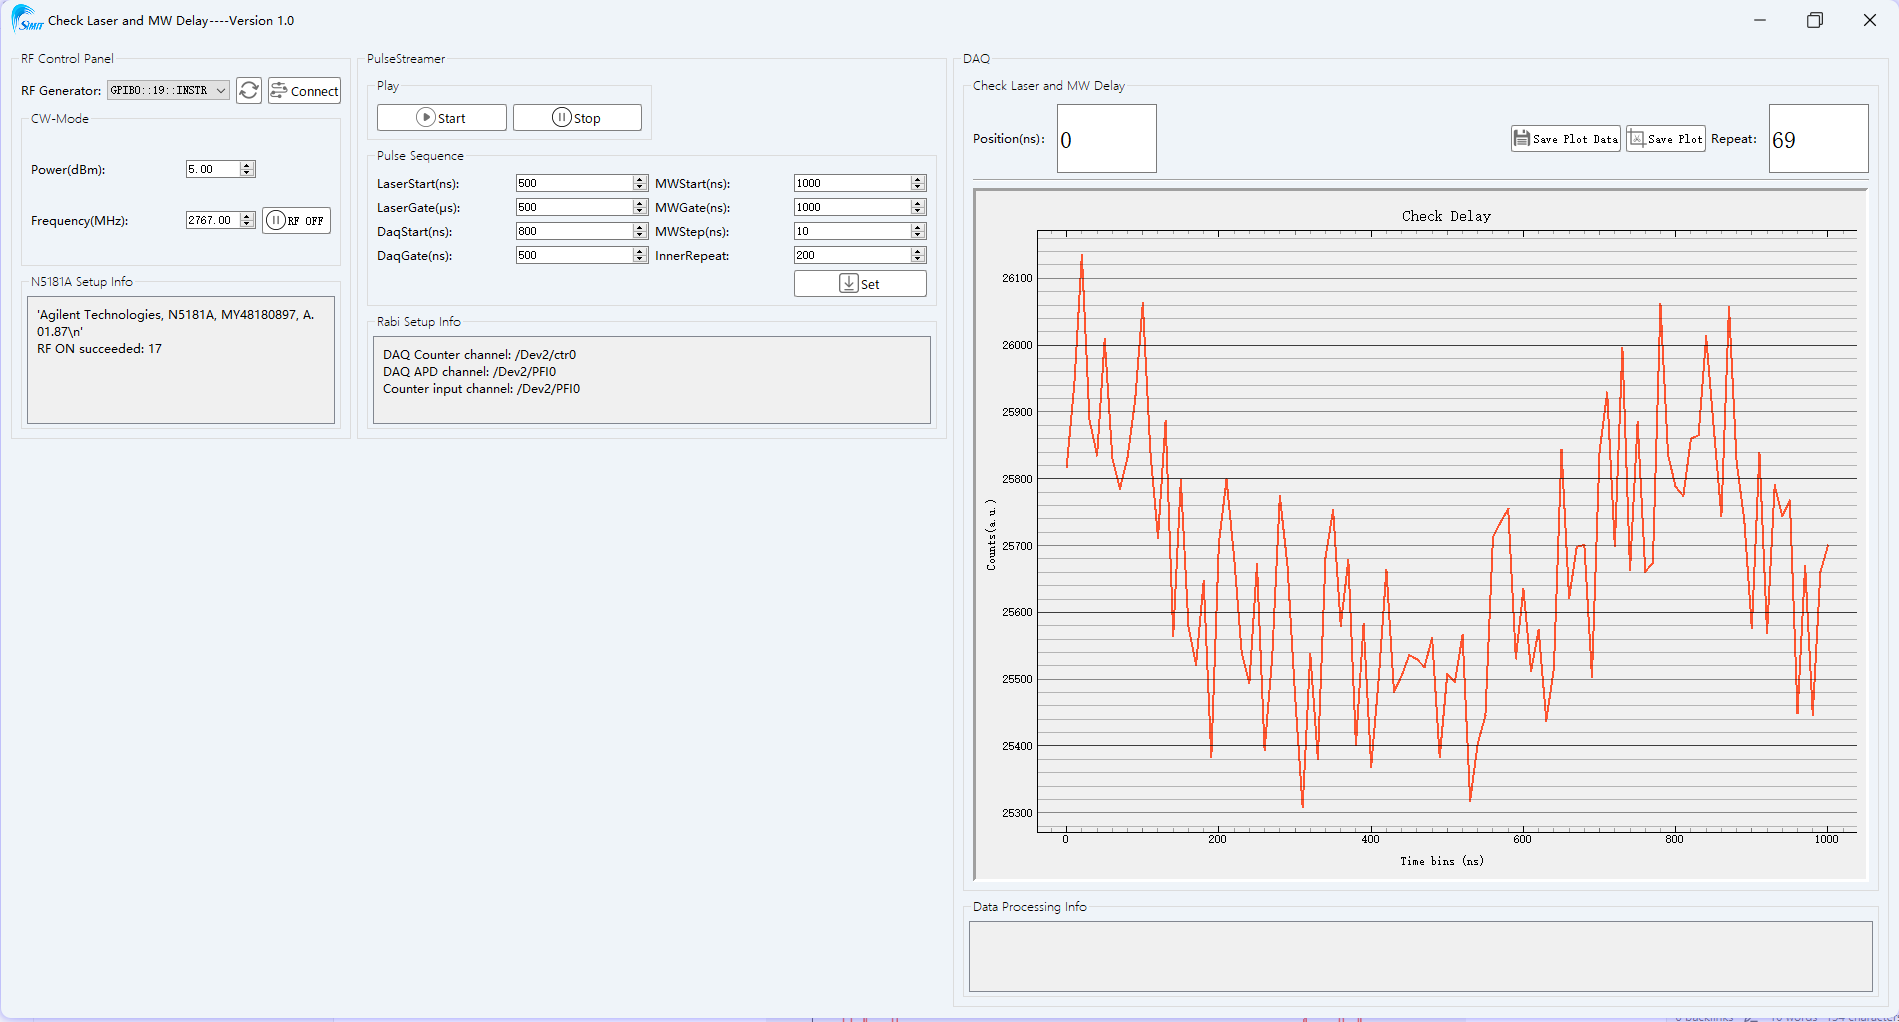 SIMIT Check Laser and MW Delay----Version 1.0
RF Control Panel
RF Generator: GPIB0::19::INSTR Connect
CW-Mode
Power(dBm): 5.00
Frequency(MHz): 2767.00 RF OFF
N5181A Setup Info
'Agilent Technologies, N5181A, MY48180897, A.
01.87\n'
RF ON succeeded: 17
PulseStreamer
Play
Start Stop
Pulse Sequence
LaserStart(ns): 500 MWStart(ns): 1000
LaserGate(μs): 500 MWGate(ns): 1000
DaqStart(ns): 800 MWStep(ns): 10
DaqGate(ns): 500 InnerRepeat: 200
Set
Rabi Setup Info
DAQ Counter channel: /Dev2/ctr0
DAQ APD channel: /Dev2/PFI0
Counter input channel: /Dev2/PFI0
DAQ
Check Laser and MW Delay
Position(ns): 0 Save Plot Data Save Plot Repeat: 69
Check Delay
26100
26000
25900
25800
25700
25600
25500
25400
25300
Counts(a.u.)
0 200 400 600 800 1000
Time bins (ns)
Data Processing Info